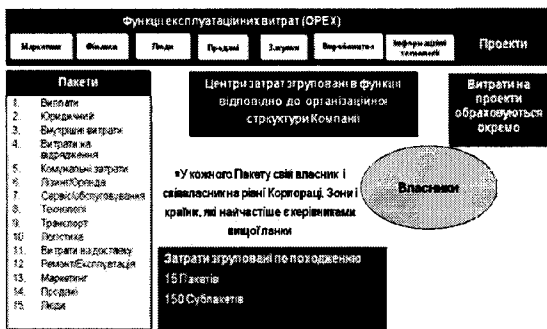 Функції експлуатаційних витрат (OPEX)
Маркетинг Фінанси Люди Продажі Закупки Виробництво Інформаційні технології
Проекти
Пакети
1. Виплати
2. Юридичний
3. Внутрішні витрати
4. Витрати на
відрядження
5. Комунальні затрати
6. Лізинг/Оренда
7. Сервіс/обслуговування
8. Технології
9. Транспорт
10. Логістика
11. Витрати на доставку
12. Ремонт/Експлуатація
13. Маркетинг
14. Продажі
15. Люди
Центри затрат згруповані в функції
відповідно до організаційної
структури Компанії
Витрати на
проекти
обраховуються
окремо
*У кожного Пакету свій власник і
співвласник на рівні Корпорації, Зони і
країни, які найчастіше є керівниками
вищої ланки
Власники
Затрати згруповані по походженню
15 Пакетів
150 Субпакетів